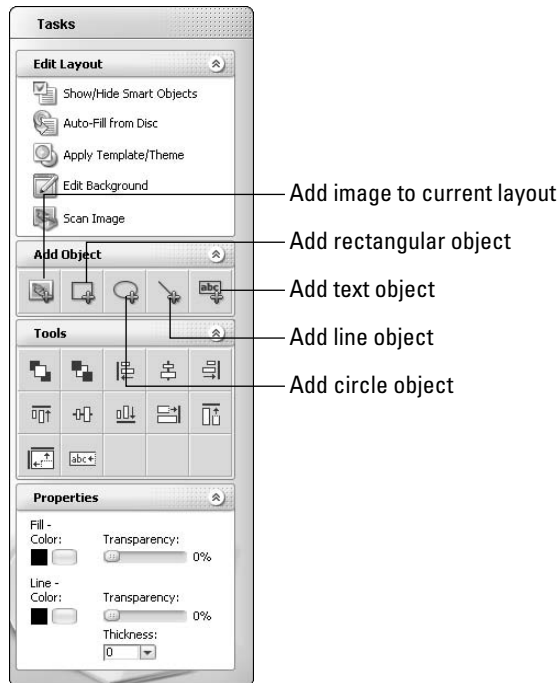 Tasks
Edit Layout
Show/Hide Smart Objects
Auto-Fill from Disc
Apply Template/Theme
Edit Background
Scan Image
Add Object
abc
Tools
abc
Properties
Fill -
Color:
Transparency:
0%
Line -
Color:
Transparency:
0%
Thickness:
0
Add image to current layout
Add rectangular object
Add text object
Add line object
Add circle object